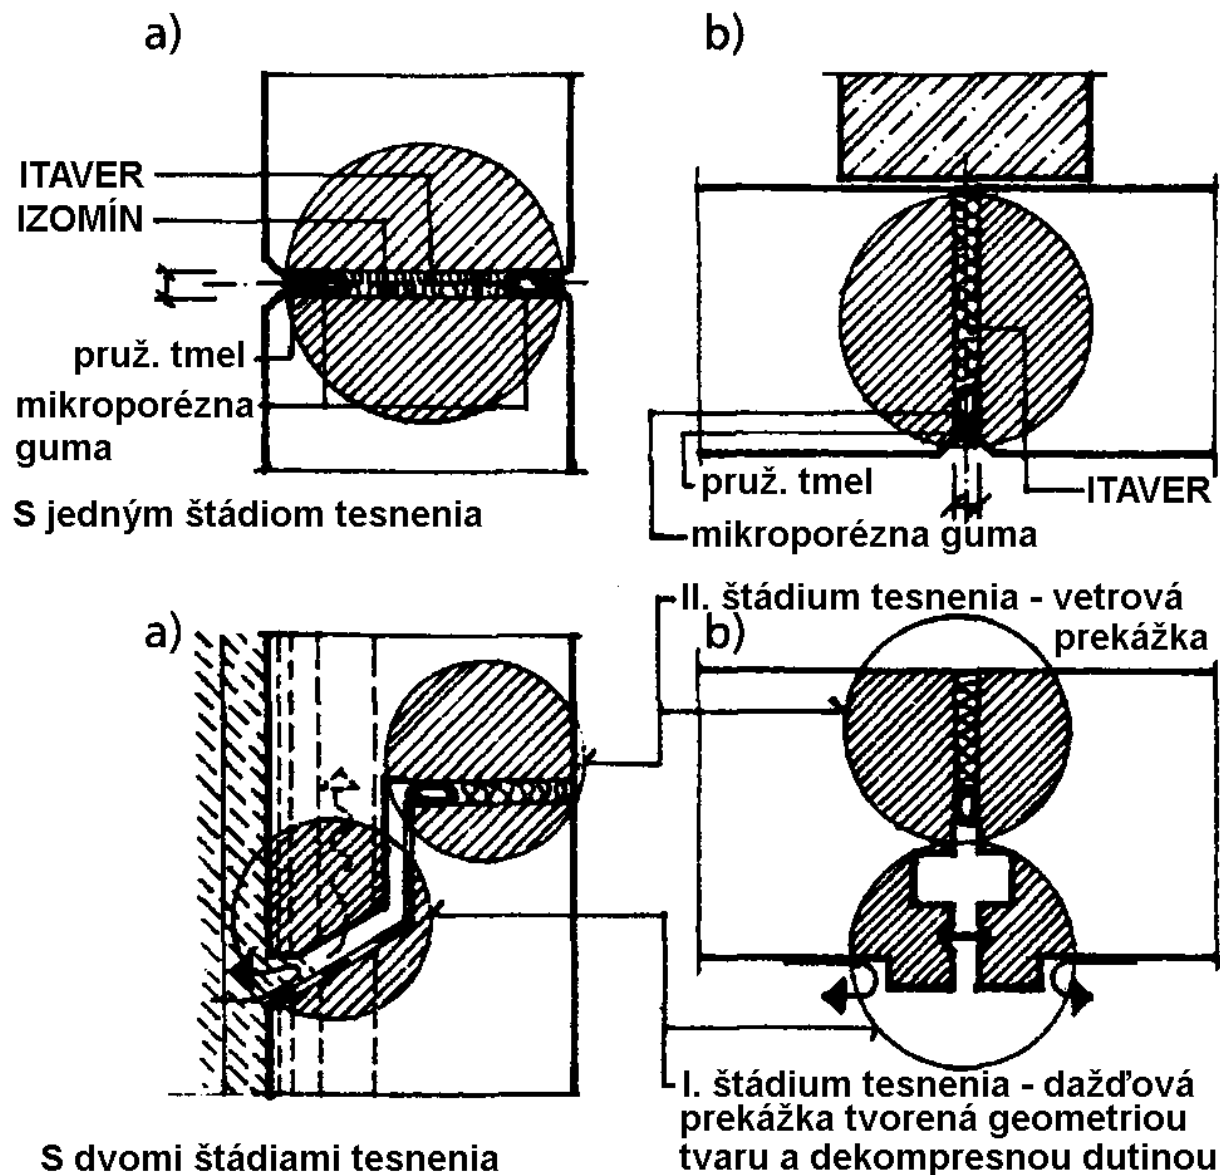 a)
b)
ITAVER
IZOMÍN
pruž. tmel
mikroporézna
guma
pruž. tmel
ITAVER
mikroporézna guma
S jedným štádiom tesnenia
a)
b)
II. štádium tesnenia - vetrová
prekážka
I. štádium tesnenia - dažďová
prekážka tvorená geometriou
tvaru a dekompresnou dutinou
S dvomi štádiami tesnenia